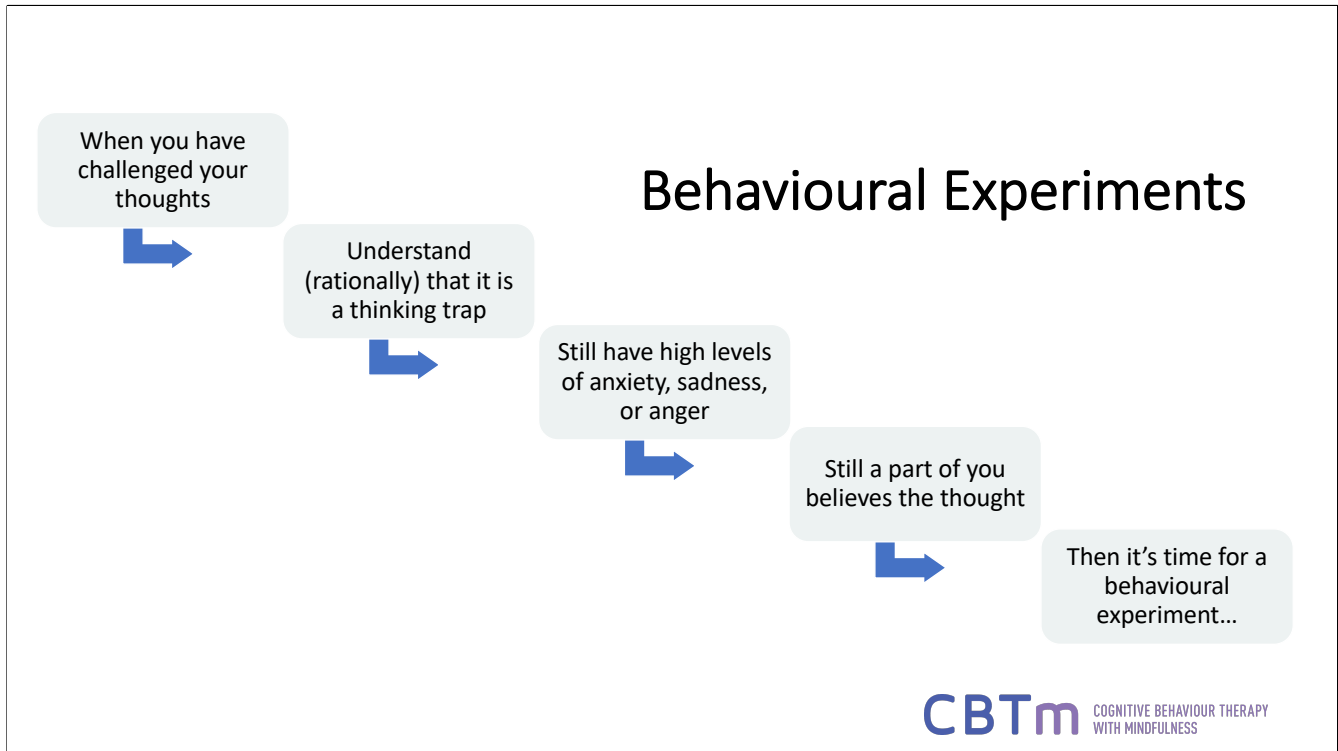 Behavioural Experiments
When you have
challenged your
thoughts
Understand
(rationally) that it is
a thinking trap
Still have high levels
of anxiety, sadness,
or anger
Still a part of you
believes the thought
Then it’s time for a
behavioural
experiment…
CBTm
COGNITIVE BEHAVIOUR THERAPY
WITH MINDFULNESS